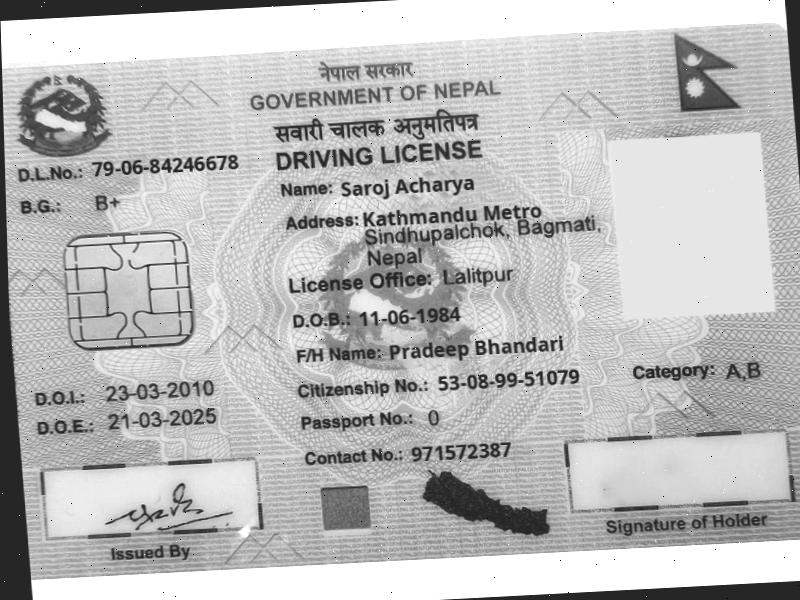 नेपाल सरकार
GOVERNMENT OF NEPAL
सवारी चालक अनुमतिपत्र
DRIVING LICENSE
D.L.No.: 79-06-84246678
B.G.: B+
Name: Saroj Acharya
Address: Kathmandu Metro
Sindhupalchok, Bagmati,
Nepal
License Office: Lalitpur
D.O.B.: 11-06-1984
F/H Name: Pradeep Bhandari
Citizenship No.: 53-08-99-51079
Category: A,B
D.O.I.: 23-03-2010
D.O.E.: 21-03-2025
Passport No.: 0
Contact No.: 971572387
Issued By
Signature of Holder